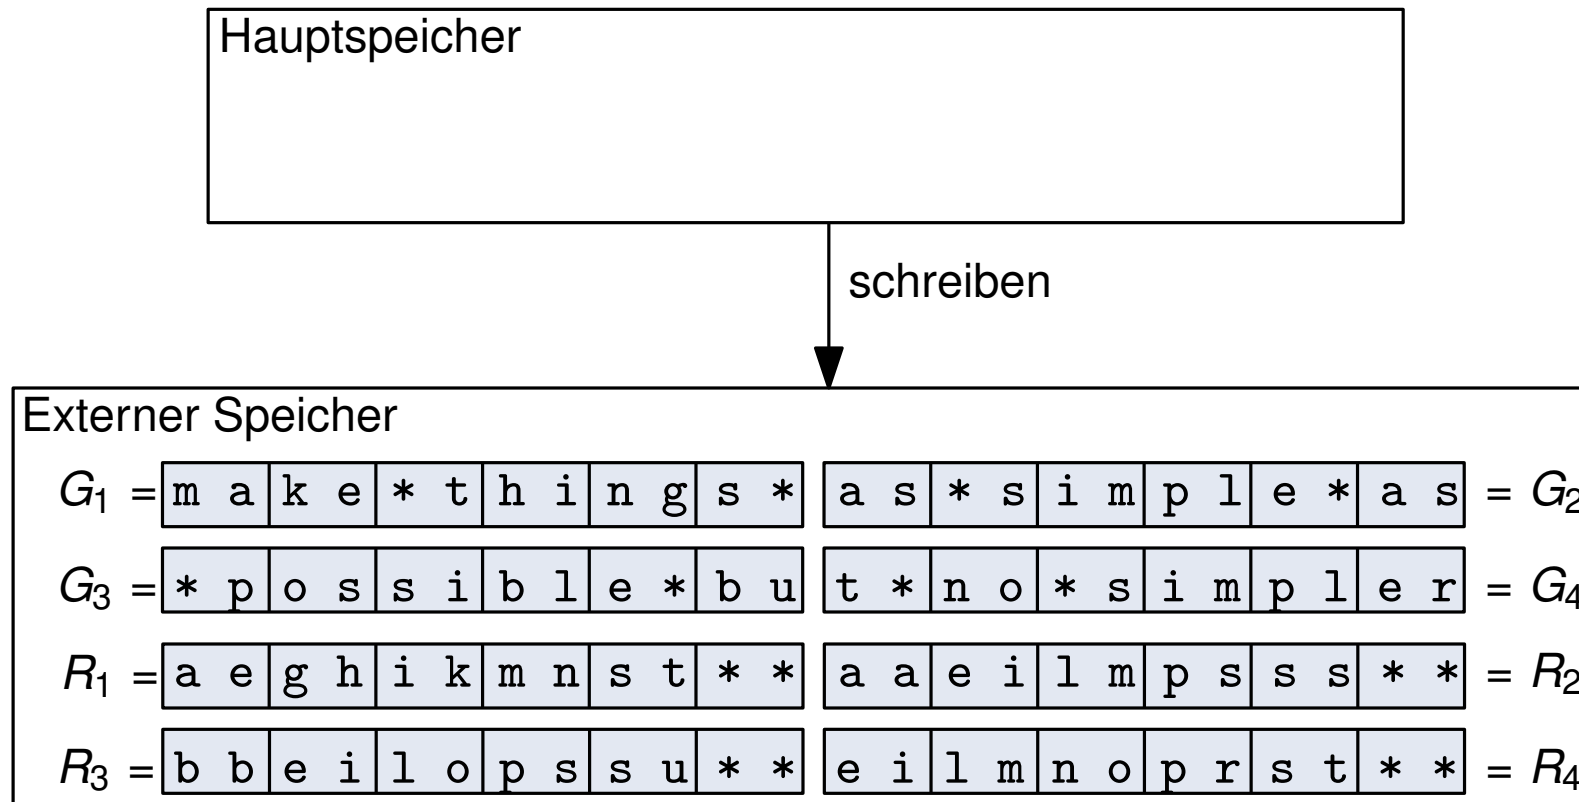 Hauptspeicher
schreiben
Externer Speicher
G1 = m a k e * t h i n g s * a s * s i m p l e * a s = G2
G3 = * p o s s i b l e * b u t * n o * s i m p l e r = G4
R1 = a e g h i k m n s t * * a a e i l m p s s s * * = R2
R3 = b b e i l o p s s u * * e i l m n o p r s t * * = R4